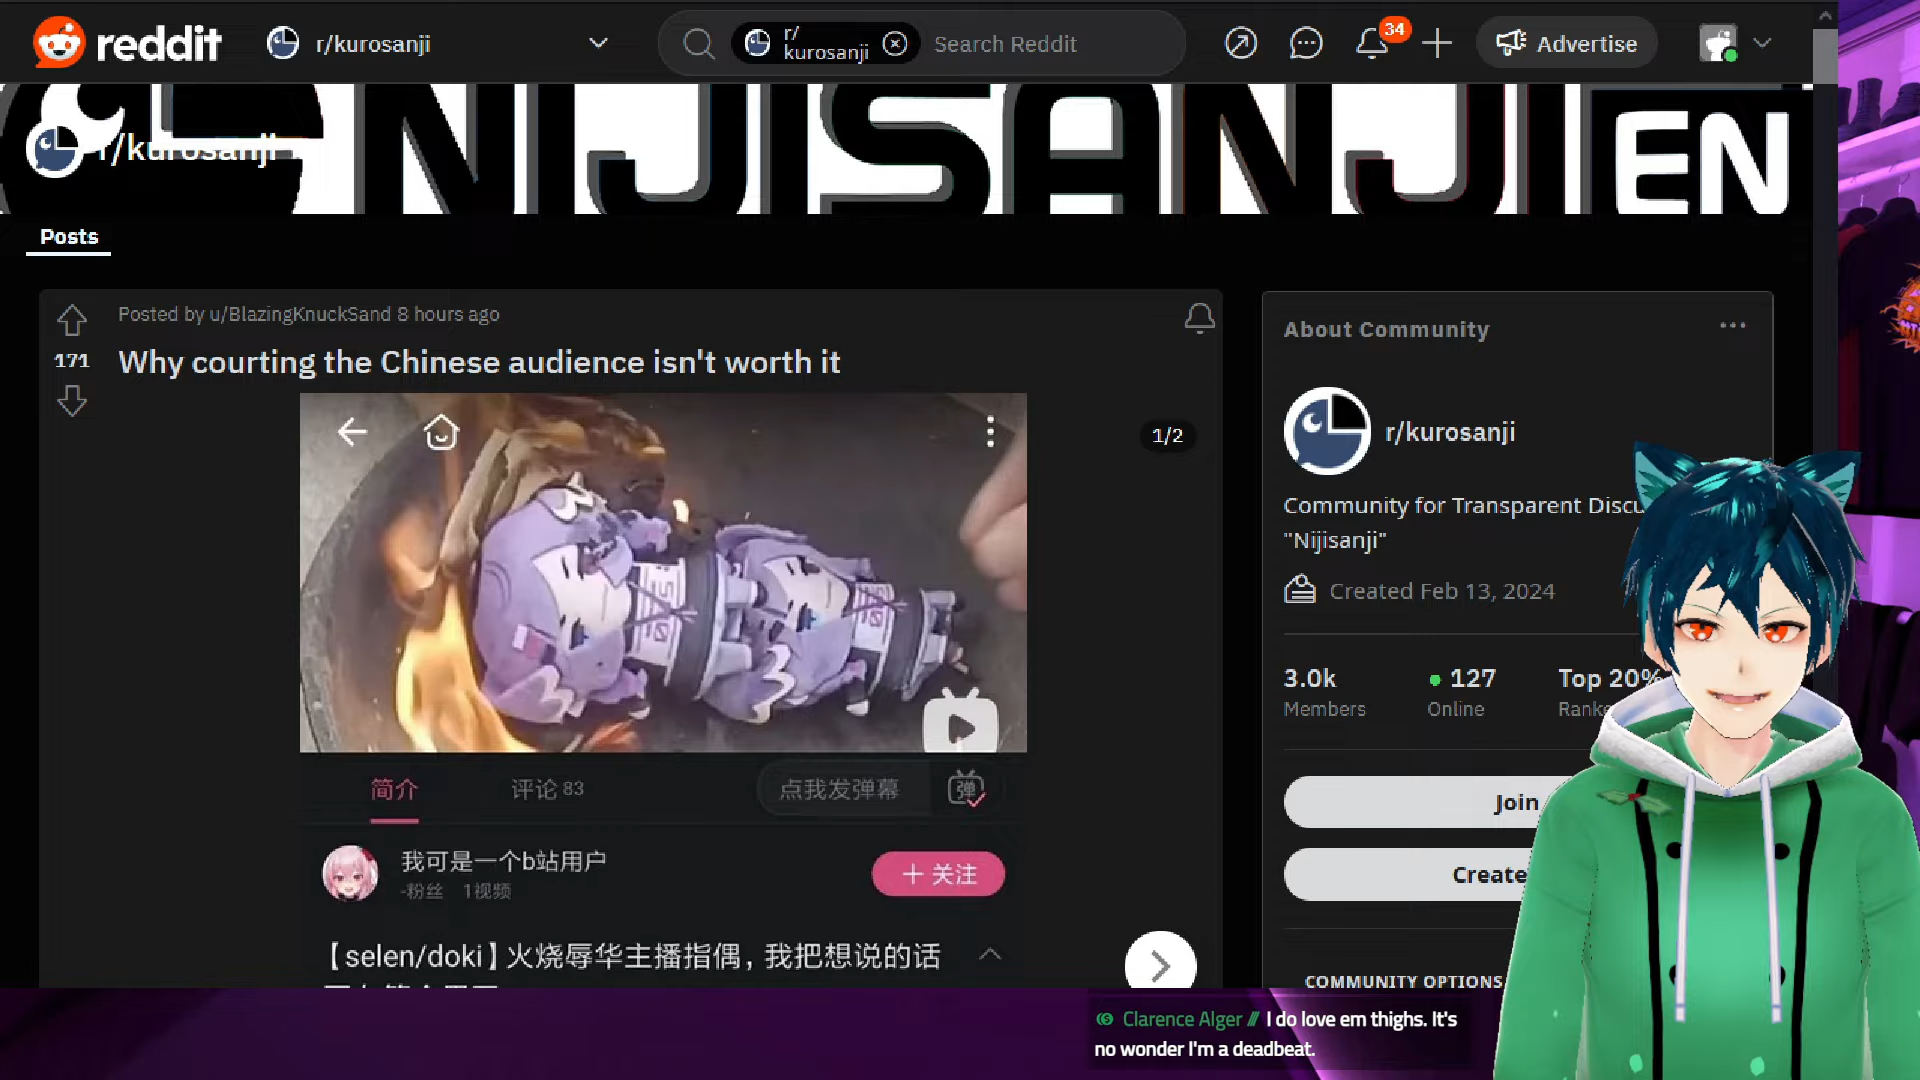 reddit
r/kurosanji
r/
kurosanji
Search Reddit
34
Advertise
NIJISANJI EN
r/kurosanji
Posts
Posted by u/BlazingKnuckSand 8 hours ago
171
Why courting the Chinese audience isn't worth it
1/2
简介
评论 83
点我发弹幕
弹
我可是一个b站用户
-粉丝 1视频
+ 关注
【selen/doki】火烧辱华主播指偶，我把想说的话
About Community
r/kurosanji
Community for Transparent
"Nijisanji"
Created Feb 13, 2024
3.0k
127
Top 20%
Members
Online
Join
Create
COMMUNITY OPTIONS
Clarence Alger // I do love em thighs. It's
no wonder I'm a deadbeat.